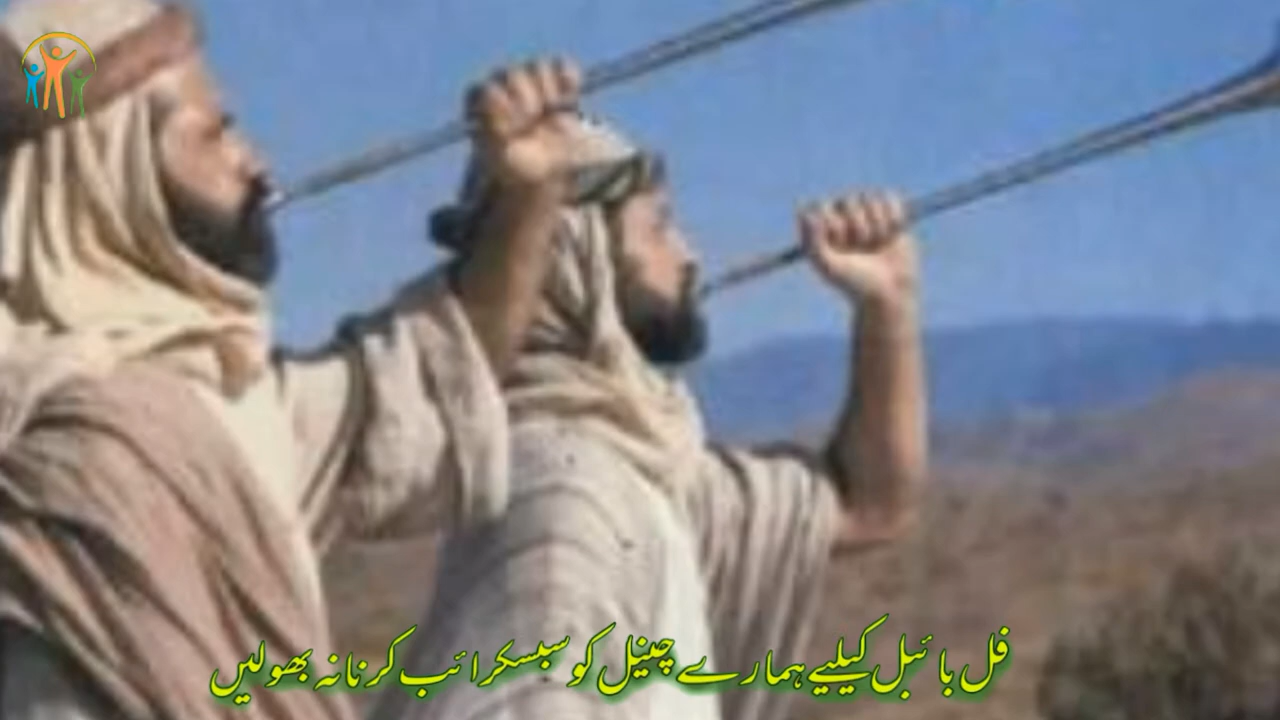 فل بائبل کیلیے ہمارے چینل کو سبسکرائب کرنا نہ بھولیں